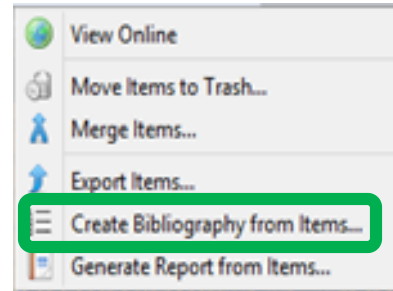 View Online
Move Items to Trash...
Merge Items...
Export Items...
Create Bibliography from Items...
Generate Report from Items...